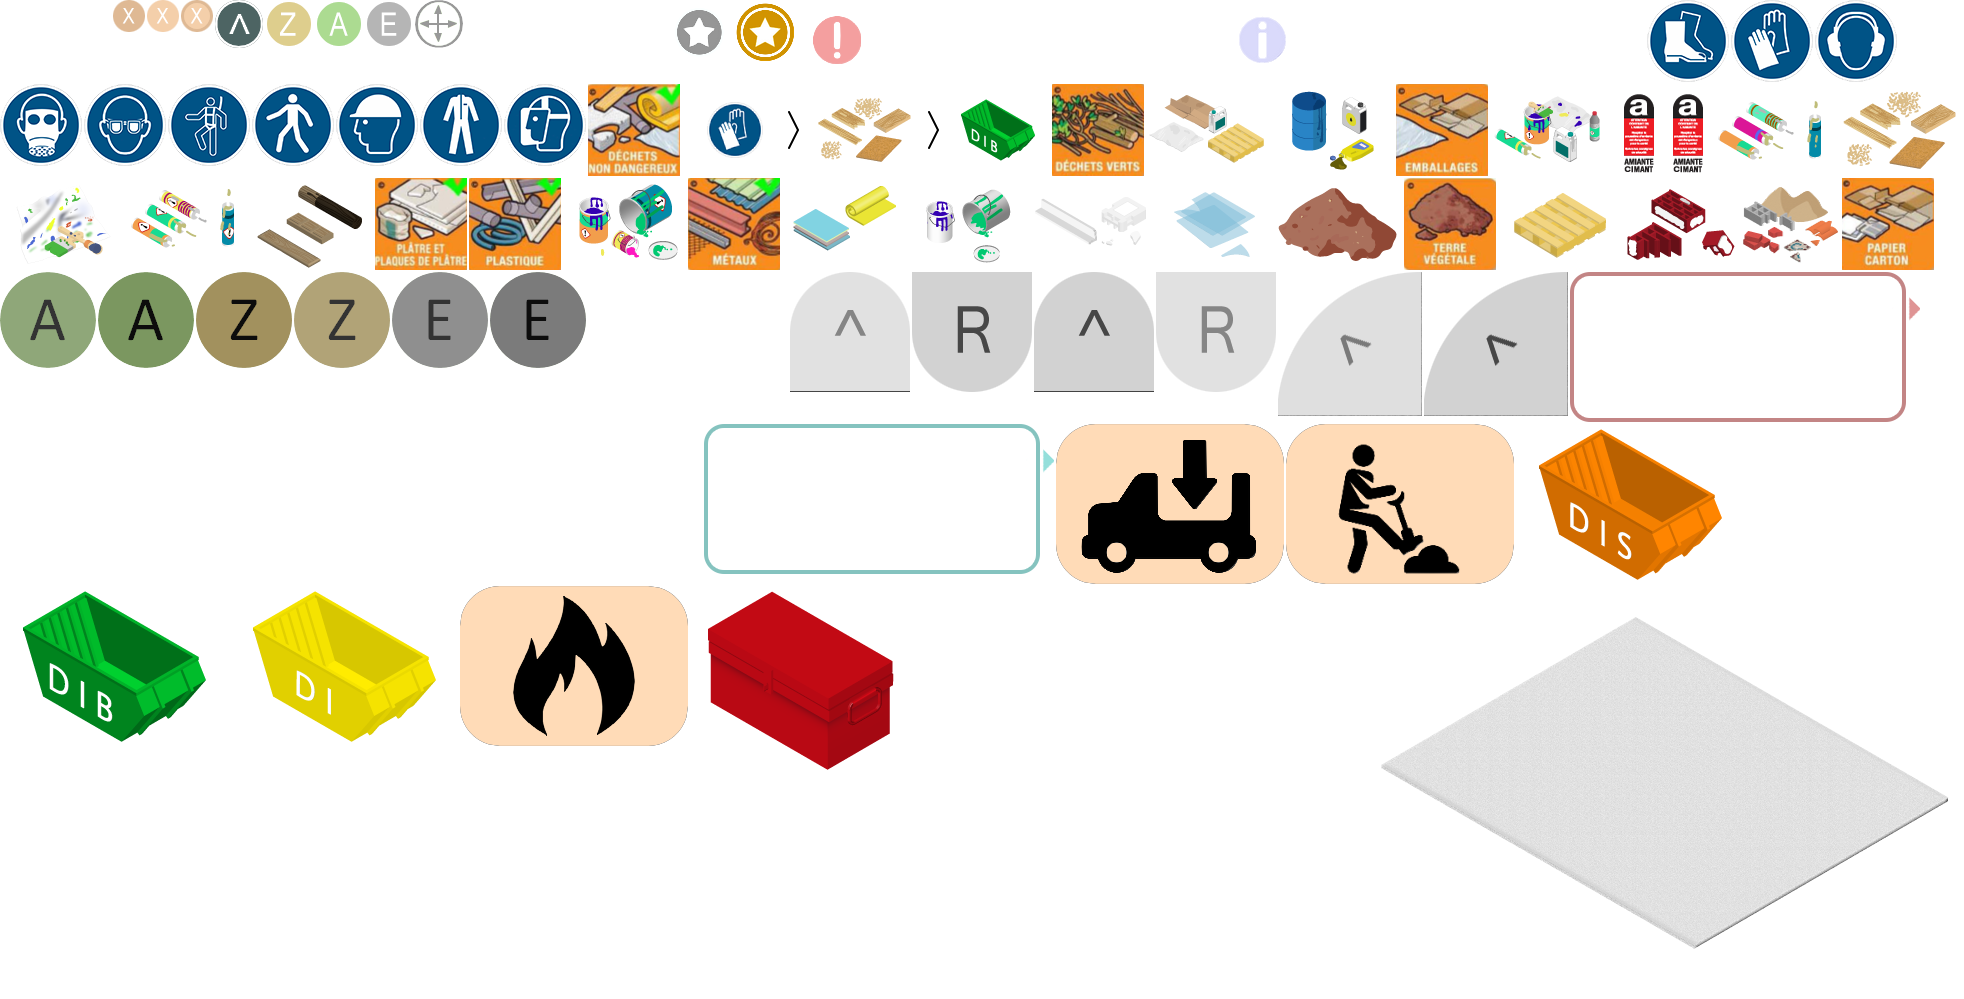 X X X ^ Z A E
!
i
DÉCHETS
NON DANGEREUX
DIB
DÉCHETS VERTS
EMBALLAGES
a a
AMIANTE
CIMANT
AMIANTE
CIMANT
PLÂTRE ET
PLAQUES DE PLÂTRE
PLASTIQUE
MÉTAUX
TERRE
VÉGÉTALE
PAPIER
CARTON
A A Z Z E E
^ R ^ R ^ ^
DIS
DIB
DI